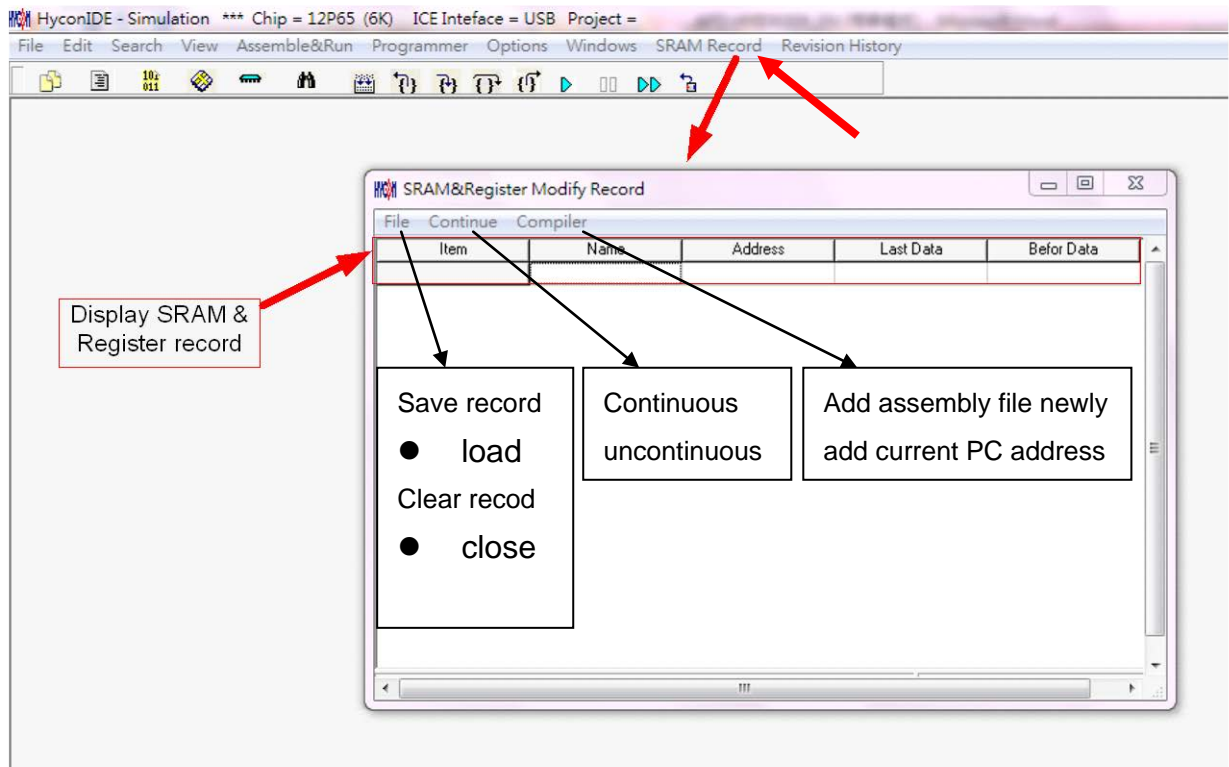 HyconIDE - Simulation *** Chip = 12P65 (6K) ICE Inteface = USB Project =
File Edit Search View Assemble&Run Programmer Options Windows SRAM Record Revision History
SRAM&Register Modify Record
File Continue Compiler
Item Name Address Last Data Befor Data
Display SRAM &
Register record
Save record
● load
Clear recod
● close
Continuous
uncontinuous
Add assembly file newly
add current PC address